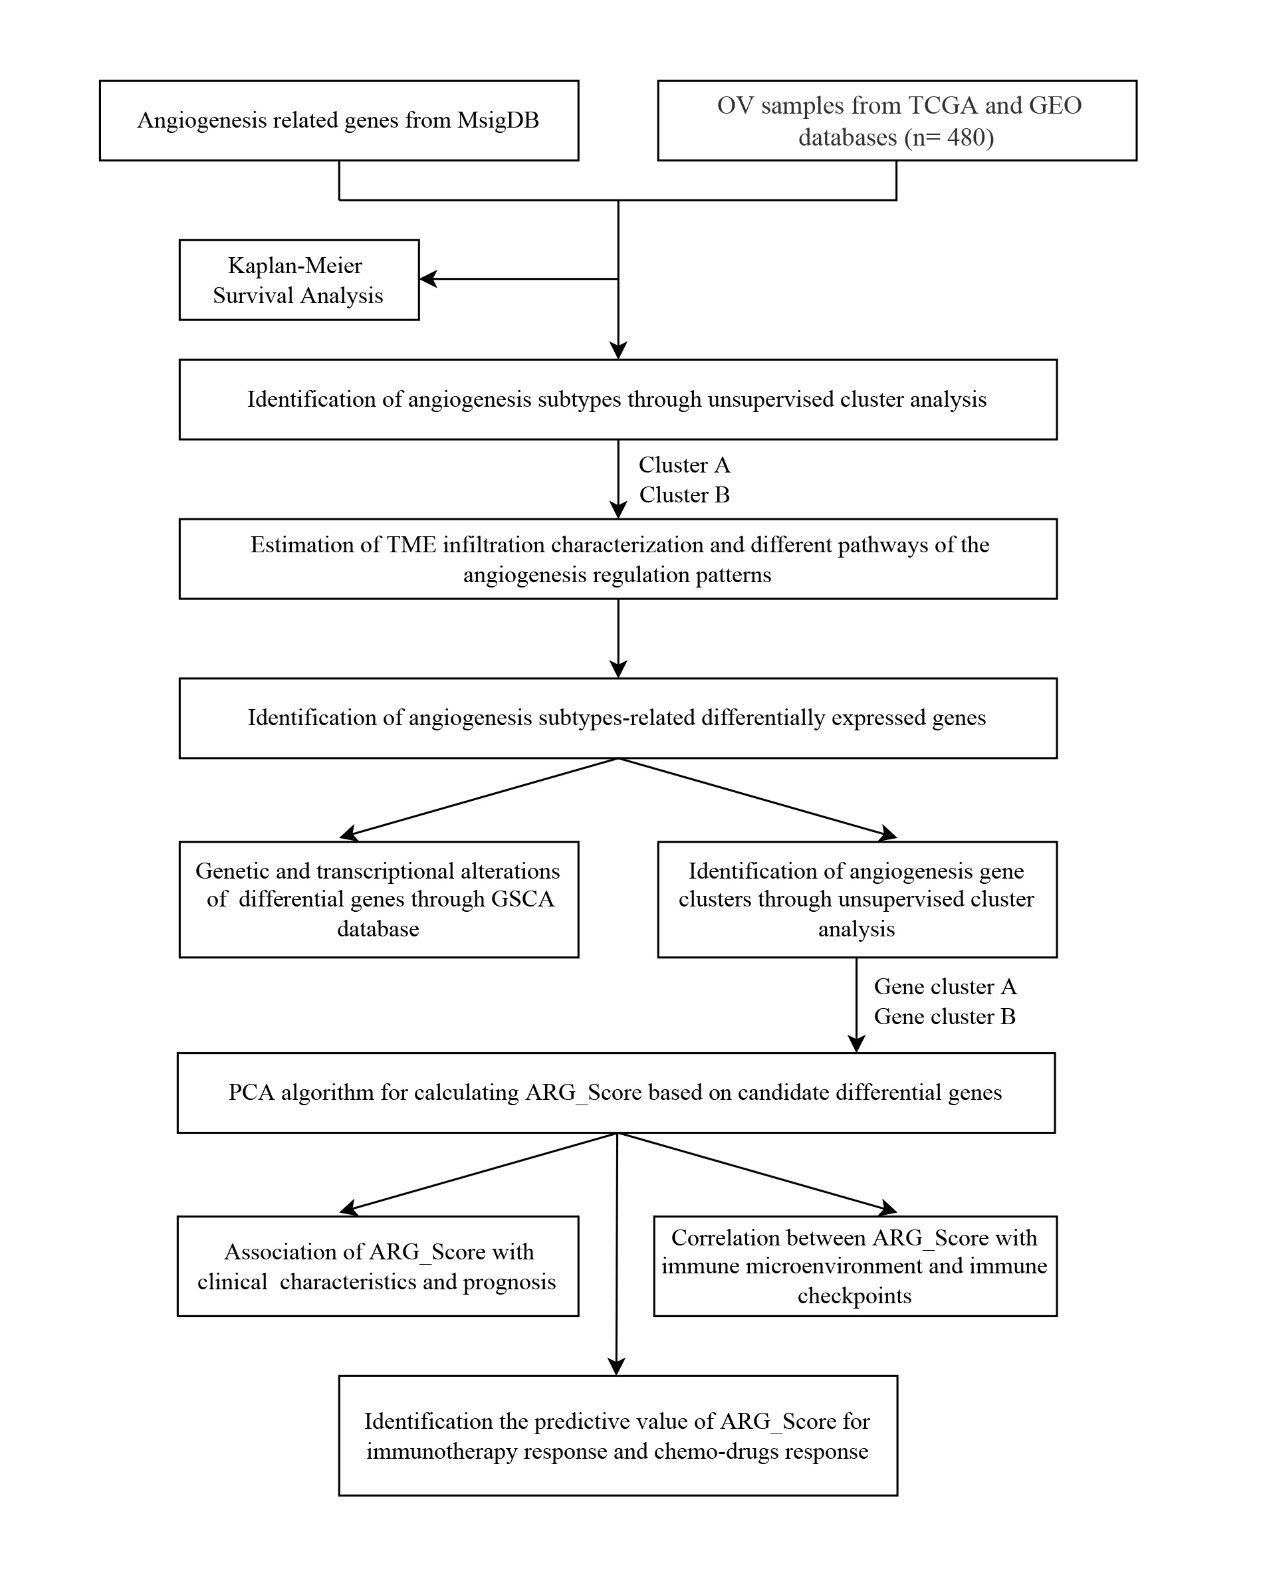 Angiogenesis related genes from MsigDB
OV samples from TCGA and GEO
databases (n= 480)
Kaplan-Meier
Survival Analysis
Identification of angiogenesis subtypes through unsupervised cluster analysis
Cluster A
Cluster B
Estimation of TME infiltration characterization and different pathways of the
angiogenesis regulation patterns
Identification of angiogenesis subtypes-related differentially expressed genes
Genetic and transcriptional alterations
of  differential genes through GSCA
database
Identification of angiogenesis gene
clusters through unsupervised cluster
analysis
Gene cluster A
Gene cluster B
PCA algorithm for calculating ARG_Score based on candidate differential genes
Association of ARG_Score with
clinical  characteristics and prognosis
Correlation between ARG_Score with
immune microenvironment and immune
checkpoints
Identification the predictive value of ARG_Score for
immunotherapy response and chemo-drugs response